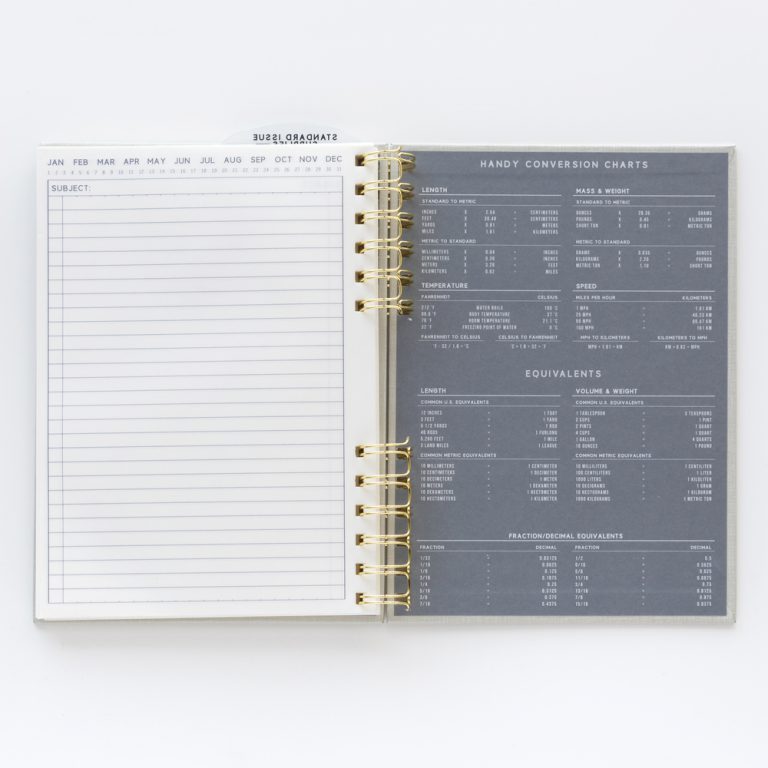 STANDARD ISSUE
JAN FEB MAR APR MAY JUN JUL AUG SEP OCT NOV DEC
1 2 3 4 5 6 7 8 9 10 11 12 13 14 15 16 17 18 19 20 21 22 23 24 25 26 27 28 29 30 31
SUBJECT:
HANDY CONVERSION CHARTS
LENGTH
STANDARD TO METRIC
INCHES X 2.54 = CENTIMETERS
FEET X 30.48 = CENTIMETERS
YARDS X 0.91 = METERS
MILES X 1.61 = KILOMETERS
METRIC TO STANDARD
MILLIMETERS X 0.04 = INCHES
CENTIMETERS X 0.39 = INCHES
METERS X 3.28 = FEET
KILOMETERS X 0.62 = MILES
MASS & WEIGHT
STANDARD TO METRIC
OUNCES X 28.35 = GRAMS
POUNDS X 0.45 = KILOGRAMS
SHORT TON X 0.91 = METRIC TON
METRIC TO STANDARD
GRAMS X 0.035 = OUNCES
KILOGRAMS X 2.20 = POUNDS
METRIC TON X 1.10 = SHORT TON
TEMPERATURE
FAHRENHEIT CELSIUS
212°F WATER BOILS 100°C
98.6°F BODY TEMPERATURE 37°C
70°F ROOM TEMPERATURE 21.1°C
32°F FREEZING POINT OF WATER 0°C
FAHRENHEIT TO CELSIUS CELSIUS TO FAHRENHEIT
SPEED
MILES PER HOUR KILOMETERS
1 MPH
25 MPH
100 MPH 161 KM
MPH TO KILOMETERS KILOMETERS TO MPH
MPH × 1.61 = KM KM × 0.62 = MPH
EQUIVALENTS
LENGTH
COMMON U.S. EQUIVALENTS
12 INCHES = 1 FOOT
3 FEET = 1 YARD
5-1/2 YARDS = 1 ROD
40 RODS = 1 FURLONG
5,280 FEET = 1 MILE
3 LAND MILES = 1 LEAGUE
COMMON METRIC EQUIVALENTS
10 MILLIMETERS = 1 CENTIMETER
10 CENTIMETERS = 1 DECIMETER
10 DECIMETERS = 1 METER
10 METERS = 1 DEKAMETER
10 DEKAMETERS = 1 HECTOMETER
10 HECTOMETERS = 1 KILOMETER
VOLUME & WEIGHT
COMMON U.S. EQUIVALENTS
1 TABLESPOON = 3 TEASPOONS
2 CUPS = 1 PINT
2 PINTS = 1 QUART
4 CUPS = 1 QUART
1 GALLON = 4 QUARTS
16 OUNCES = 1 POUND
COMMON METRIC EQUIVALENTS
10 MILLILITERS = 1 CENTILITER
100 CENTILITERS = 1 LITER
1000 LITERS = 1 KILOLITER
10 DECIGRAMS = 1 GRAM
10 HECTOGRAMS = 1 KILOGRAM
1000 KILOGRAMS = 1 METRIC TON
FRACTION/DECIMAL EQUIVALENTS
FRACTION DECIMAL FRACTION DECIMAL
1/32 = 0.03125 1/2 = 0.5
1/16 = 0.0625 9/16 = 0.5625
1/8 = 0.125 5/8 = 0.625
3/16 = 0.1875 11/16 = 0.6875
1/4 = 0.25 3/4 = 0.75
5/16 = 0.3125 13/16 = 0.8125
3/8 = 0.375 7/8 = 0.875
7/16 = 0.4375 15/16 = 0.9375